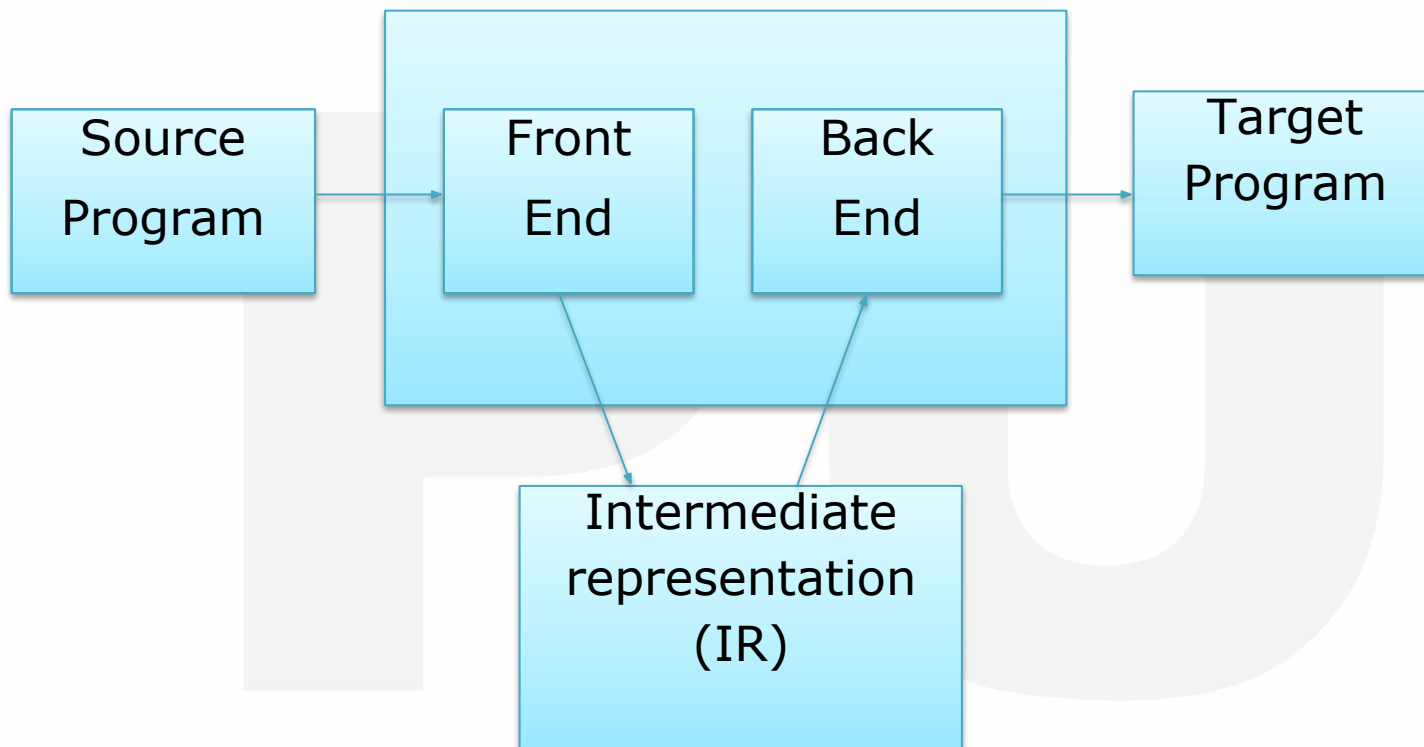 Source
Program
Front
End
Back
End
Target
Program
Intermediate
representation
(IR)